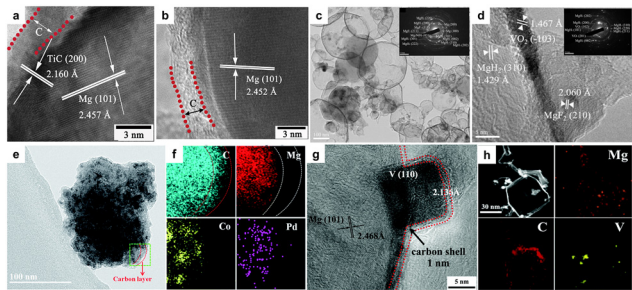 a
C
TiC (200)
2.160 Å
Mg (101)
2.457 Å
3 nm
b
C
Mg (101)
2.452 Å
3 nm
c
d
1.467 Å
VO₂ (-103)
MgH₂ (310)
1.429 Å
2.060 Å
MgF₂ (210)
5 nm
e
Carbon layer
100 nm
f
C
Mg
Co
Pd
g
V (110)
2.134Å
Mg (101)
2.468Å
carbon shell
1 nm
5 nm
h
30 nm
Mg
C
V